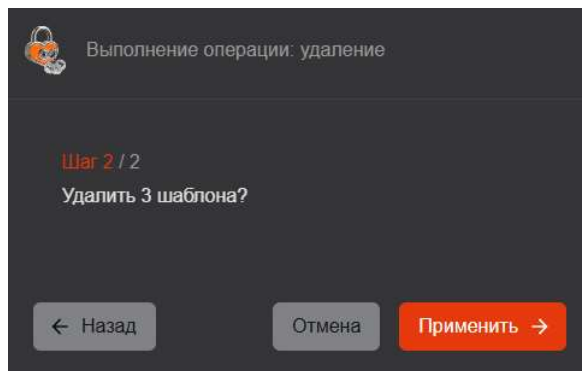 Выполнение операции: удаление
Шаг 2 / 2
Удалить 3 шаблона?
← Назад
Отмена
Применить →